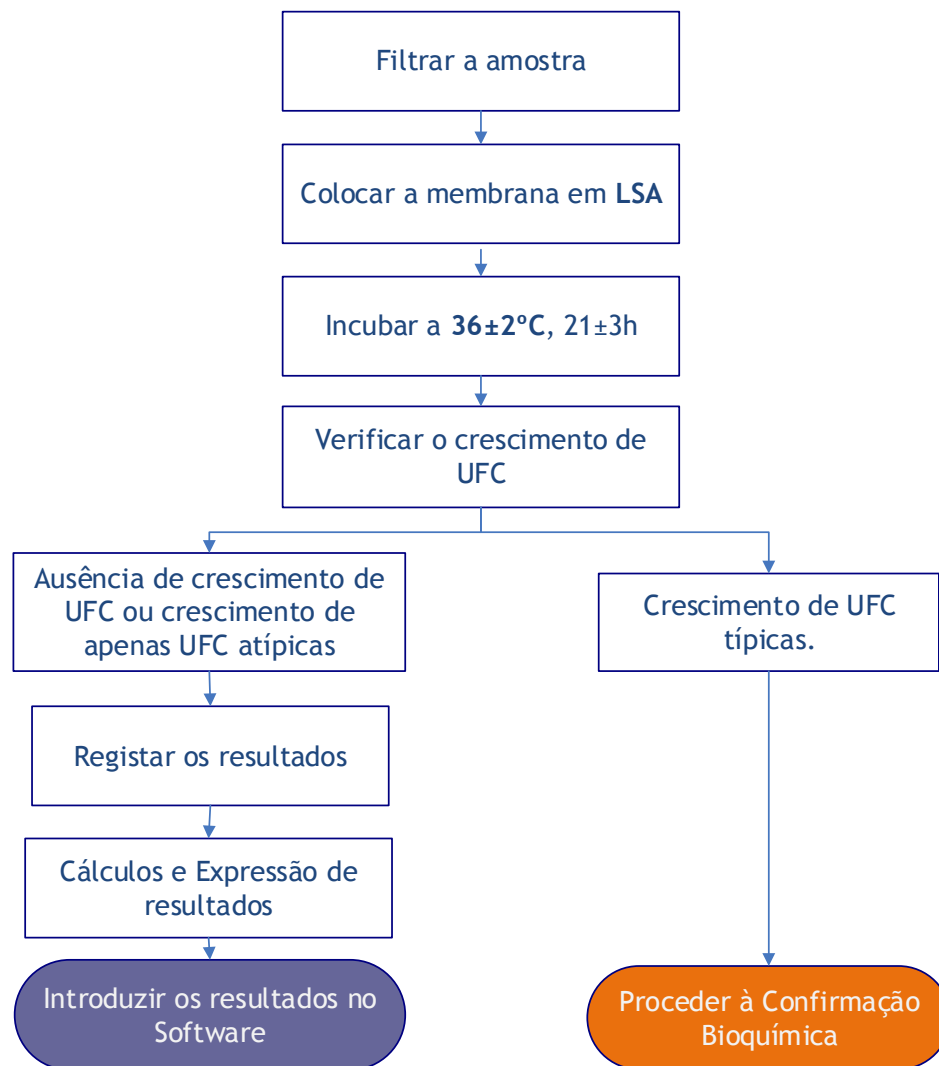 Filtrar a amostra
Colocar a membrana em LSA
Incubar a 36±2ºC, 21±3h
Verificar o crescimento de
UFC
Ausência de crescimento de
UFC ou crescimento de
apenas UFC atípicas
Crescimento de UFC
típicas.
Registar os resultados
Cálculos e Expressão de
resultados
Introduzir os resultados no
Software
Proceder à Confirmação
Bioquímica